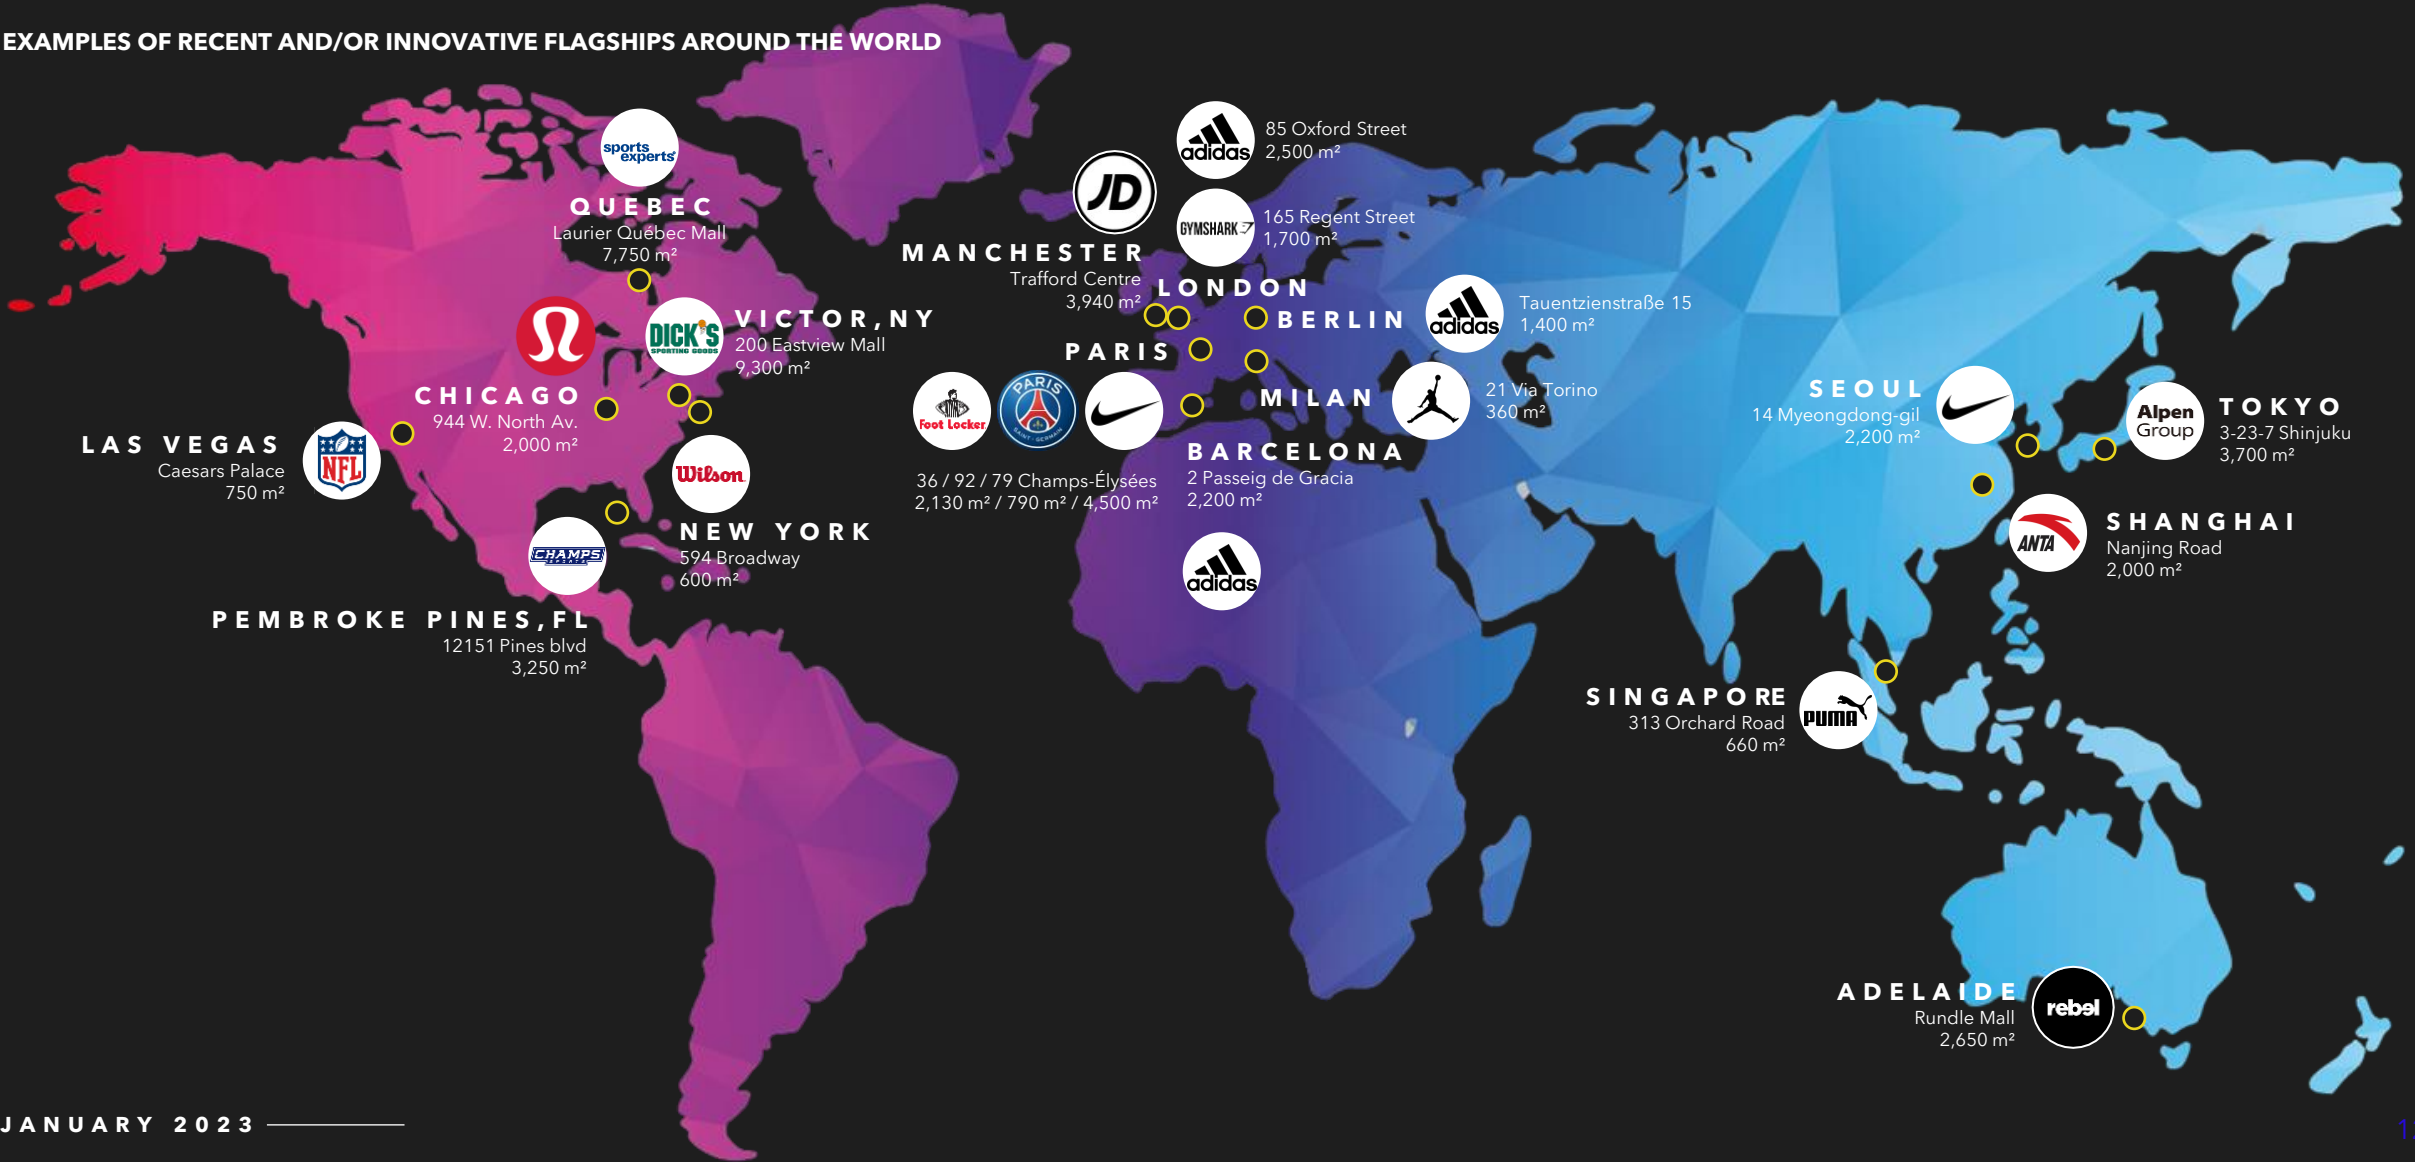 EXAMPLES OF RECENT AND/OR INNOVATIVE FLAGSHIPS AROUND THE WORLD
sports
experts
QUEBEC
Laurier Québec Mall
7,750 m²
DICK'S
SPORTING GOODS
VICTOR,NY
200 Eastview Mall
9,300 m²
CHICAGO
944 W. North Av.
2,000 m²
LAS VEGAS
Caesars Palace
750 m²
NFL
Wilson
NEW YORK
594 Broadway
600 m²
CHAMPS
SPORTS
PEMBROKE PINES,FL
12151 Pines blvd
3,250 m²
JD
MANCHESTER
Trafford Centre
3,940 m²
adidas
85 Oxford Street
2,500 m²
GYMSHARK
165 Regent Street
1,700 m²
LONDON
BERLIN
adidas
Tauentzienstraße 15
1,400 m²
PARIS
Foot Locker
PARIS
SAINT-GERMAIN
36 / 92 / 79 Champs-Élysées
2,130 m² / 790 m² / 4,500 m²
MILAN
21 Via Torino
360 m²
BARCELONA
2 Passeig de Gracia
2,200 m²
adidas
SEOUL
14 Myeongdong-gil
2,200 m²
Alpen
Group
TOKYO
3-23-7 Shinjuku
3,700 m²
ANTA
SHANGHAI
Nanjing Road
2,000 m²
SINGAPORE
313 Orchard Road
660 m²
PUMA
ADELAIDE
Rundle Mall
2,650 m²
rebel
JANUARY 2023